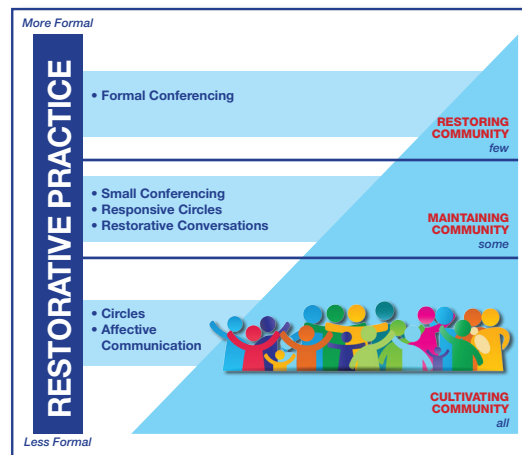 More Formal
RESTORATIVE PRACTICE
• Formal Conferencing
RESTORING
COMMUNITY
few
• Small Conferencing
• Responsive Circles
• Restorative Conversations
MAINTAINING
COMMUNITY
some
• Circles
• Affective
Communication
CULTIVATING
COMMUNITY
all
Less Formal